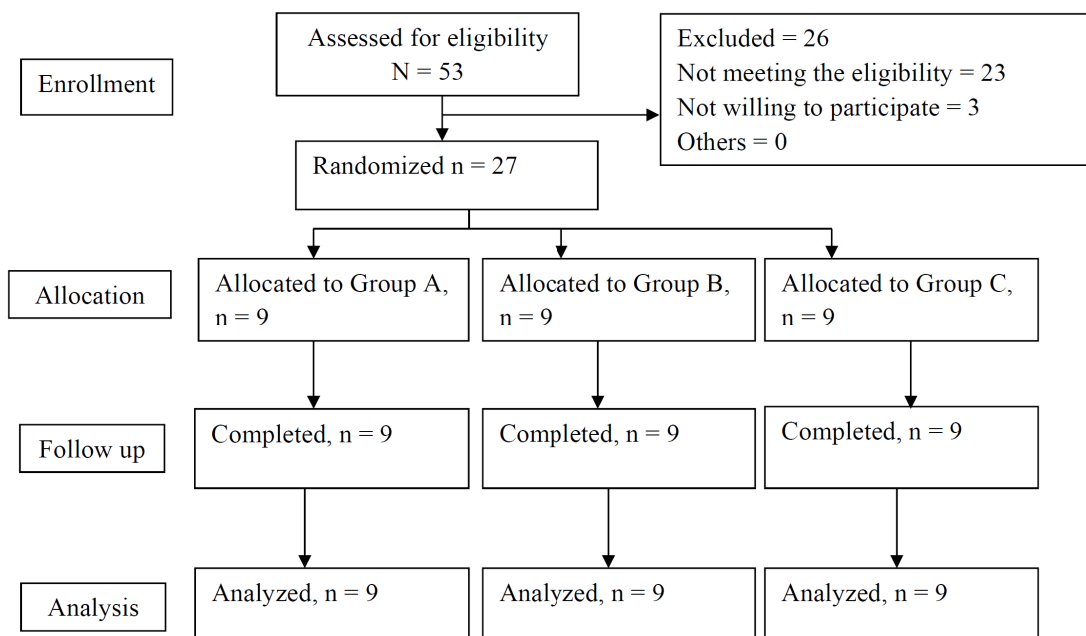 Enrollment
Assessed for eligibility
N = 53
Excluded = 26
Not meeting the eligibility = 23
Not willing to participate = 3
Others = 0
Randomized n = 27
Allocation
Allocated to Group A,
n = 9
Allocated to Group B,
n = 9
Allocated to Group C,
n = 9
Follow up
Completed, n = 9
Completed, n = 9
Completed, n = 9
Analysis
Analyzed, n = 9
Analyzed, n = 9
Analyzed, n = 9